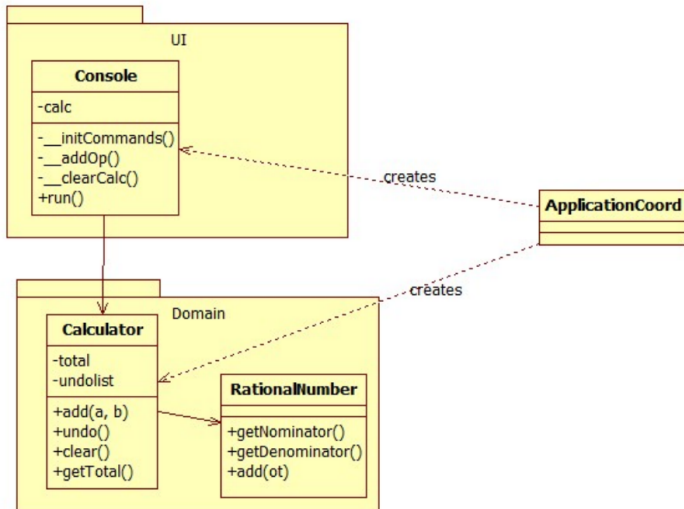 UI
Console
-calc
-__initCommands()
-__addOp()
-__clearCalc()
+run()
creates
ApplicationCoord
creates
Domain
Calculator
-total
-undolist
+add(a, b)
+undo()
+clear()
+getTotal()
RationalNumber
+getNominator()
+getDenominator()
+add(ot)